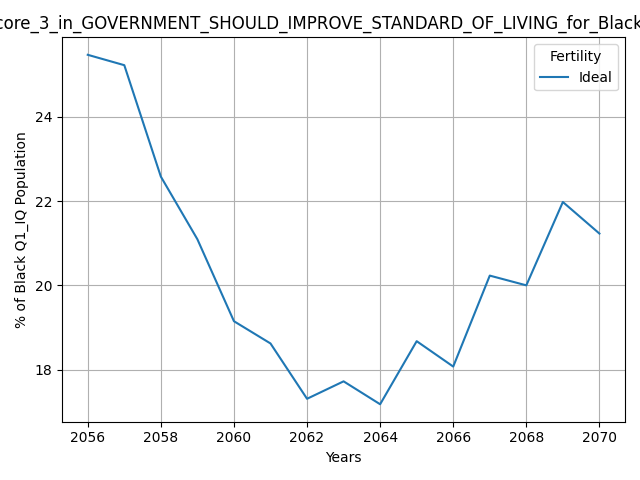 core_3_in_GOVERNMENT_SHOULD_IMPROVE_STANDARD_OF_LIVING_for_Black
Fertility
Ideal
% of Black Q1_IQ Population
24
22
20
18
2056 2058 2060 2062 2064 2066 2068 2070
Years